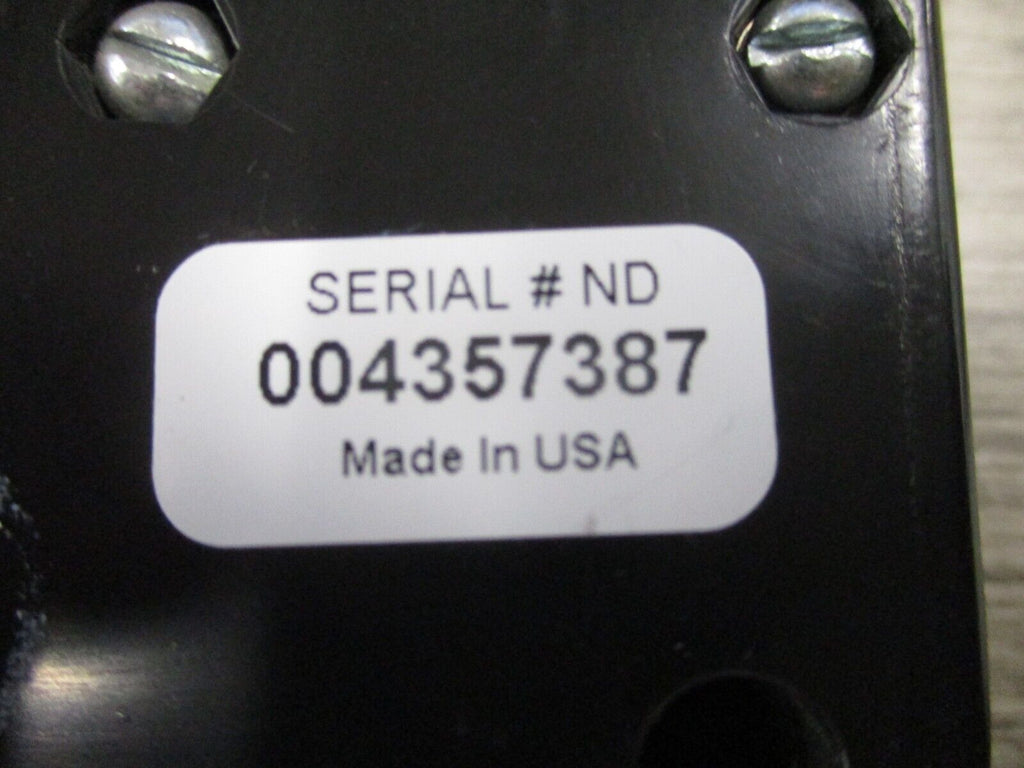 SERIAL # ND
004357387
Made In USA